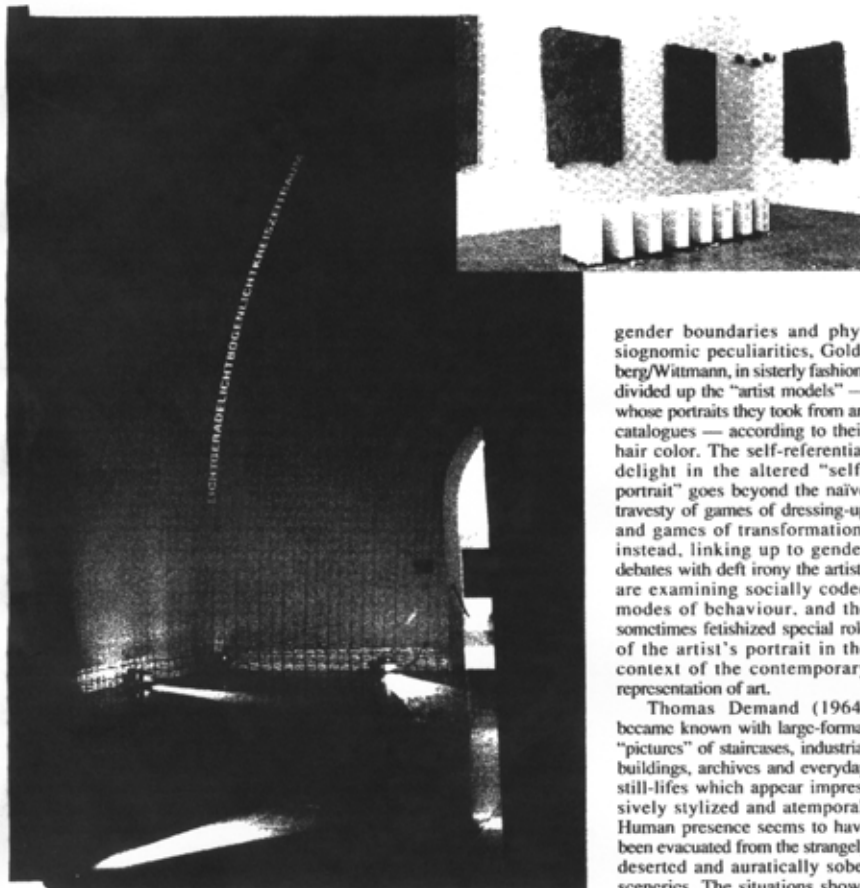 LICHTGERADELICHTBOGENLICHTKREISZEITRAUM
gender boundaries and phy
siognomic peculiarities, Gold
berg/Wittmann, in sisterly fashion
divided up the “artist models” —
whose portraits they took from ar
catalogues — according to thei
hair color. The self-referentia
delight in the altered “self
portrait” goes beyond the naïv
travesty of games of dressing-up
and games of transformation
instead, linking up to gende
debates with deft irony the artist
are examining socially code
modes of behaviour, and the
sometimes fetishized special rol
of the artist’s portrait in the
context of the contemporary
representation of art.
Thomas Demand (1964
became known with large-forma
“pictures” of staircases, industria
buildings, archives and everyday
still-lifes which appear impres
sively stylized and atemporal
Human presence seems to hav
been evacuated from the strangel
deserted and auratically sobe
sceneries. The situations show